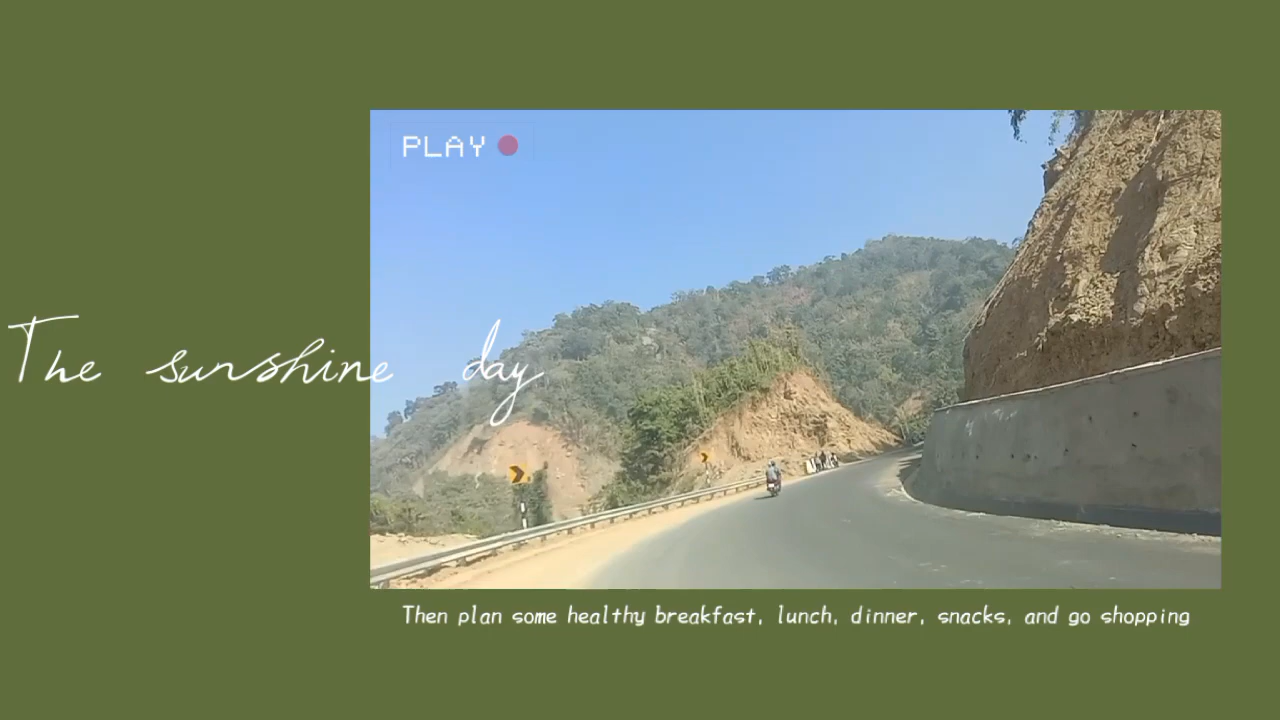 PLAY
The sunshine day
Then plan some healthy breakfast, lunch, dinner, snacks, and go shopping